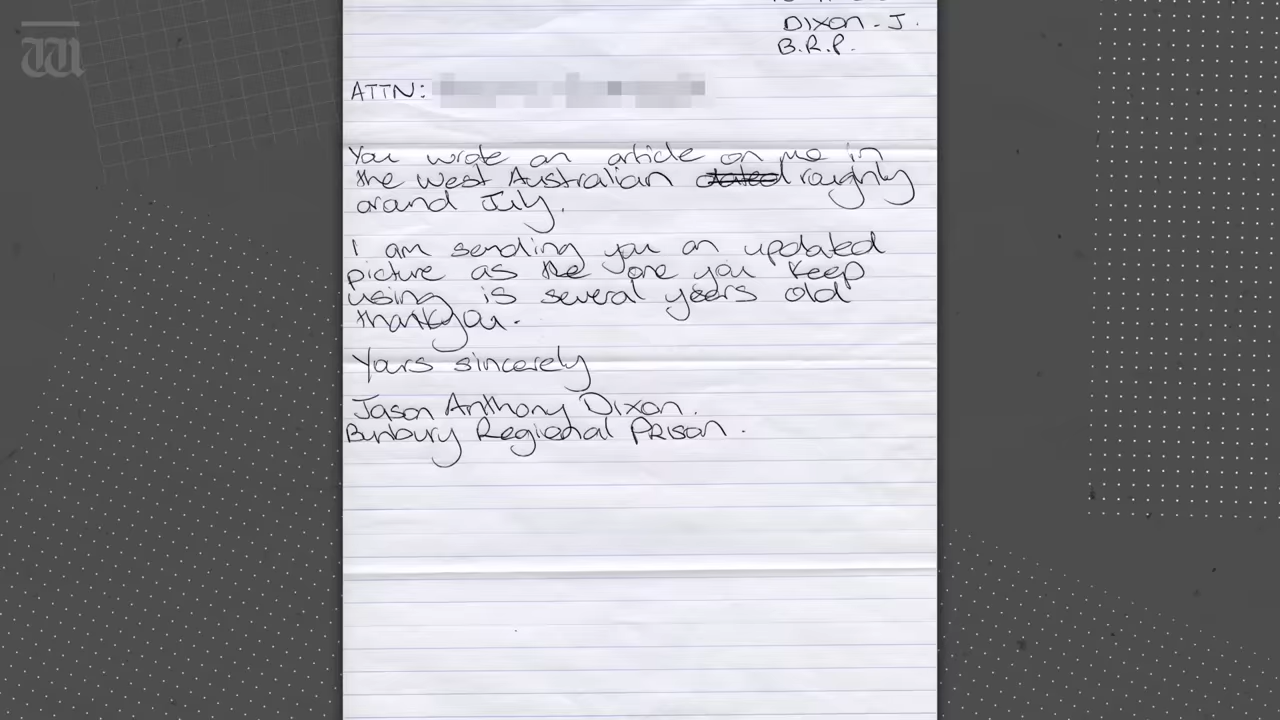 Dixon - J.
B.R.P.
ATTN:
You wrote an article on me in
the West Australian dated roughly
around July.
I am sending you an updated
picture as the one you keep
using is several years old
thankyou.
Yours sincerely
Jason Anthony Dixon.
Bunbury Regional Prison.